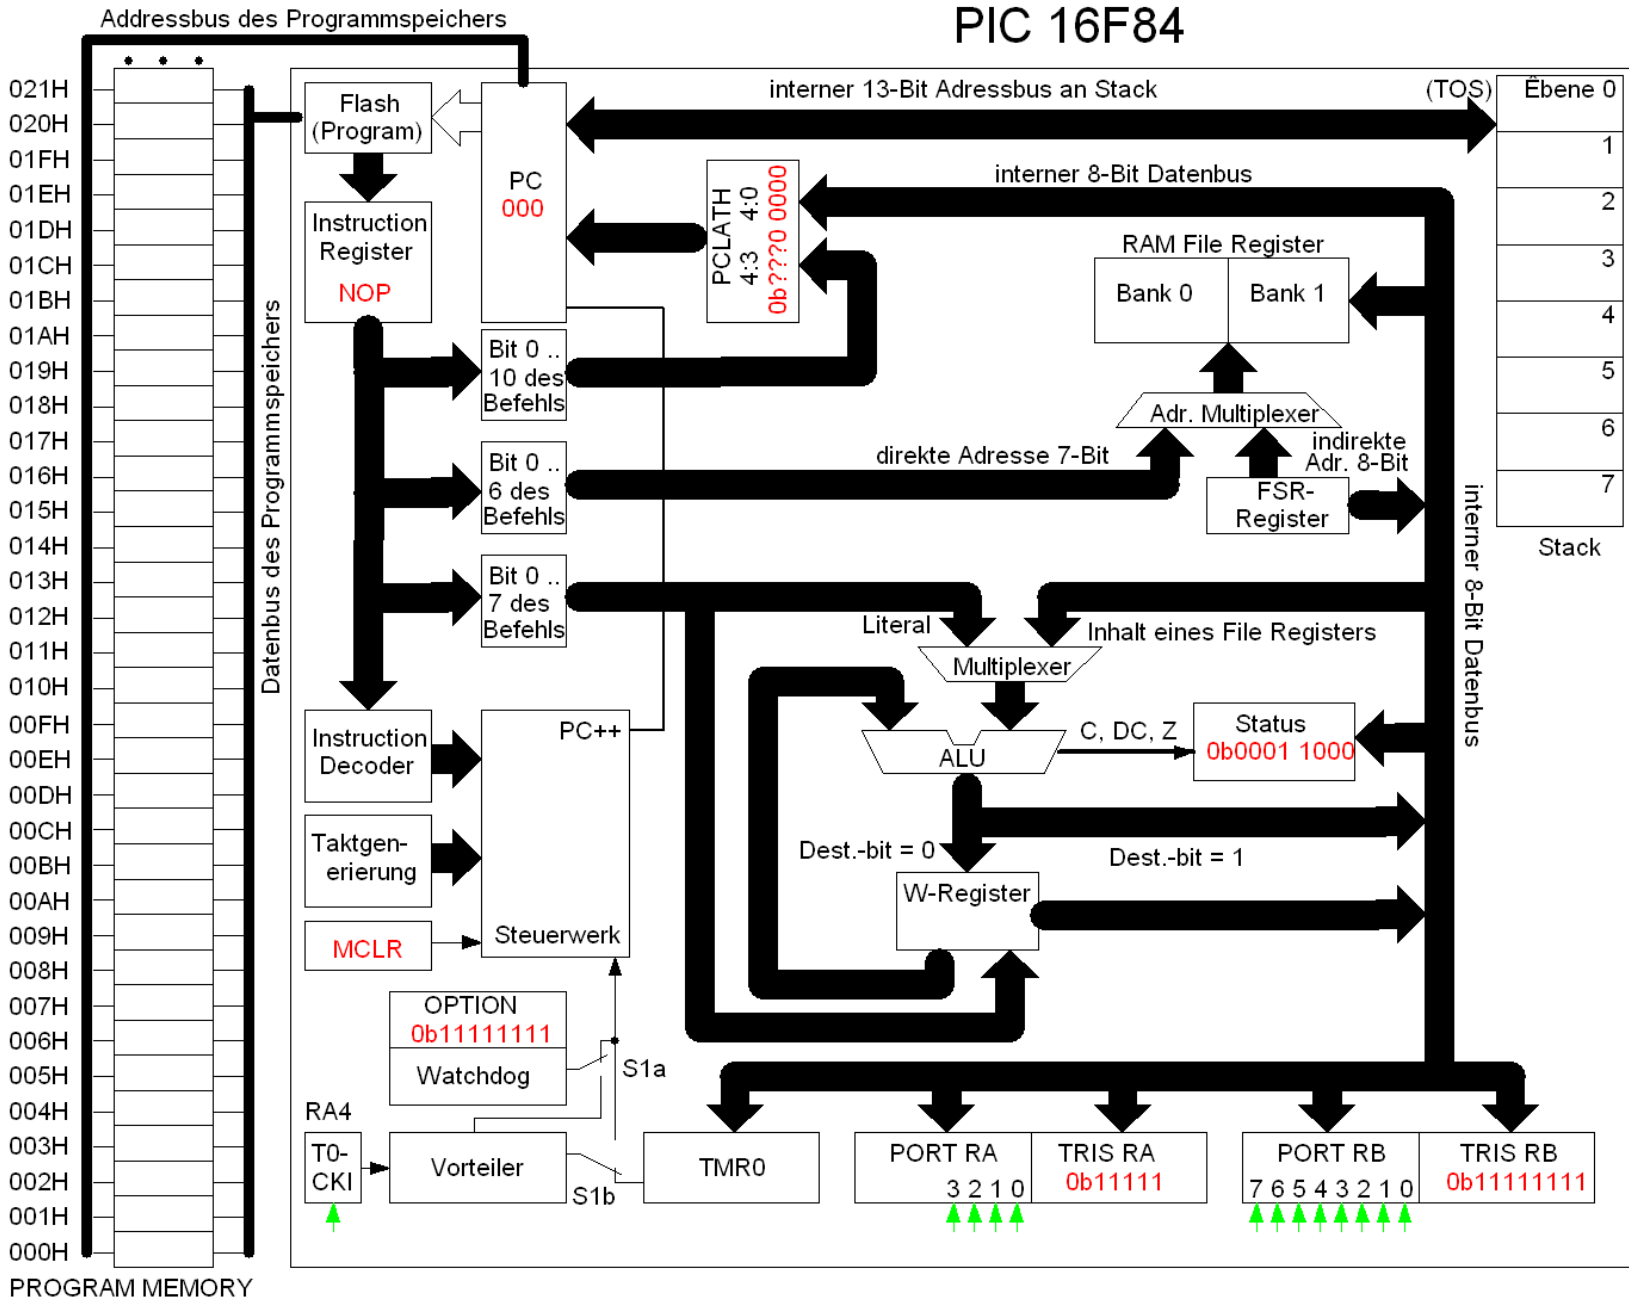 Addressbus des Programmspeichers
PIC 16F84
021H
020H
01FH
01EH
01DH
01CH
01BH
01AH
019H
018H
017H
016H
015H
014H
013H
012H
011H
010H
00FH
00EH
00DH
00CH
00BH
00AH
009H
008H
007H
006H
005H
004H
003H
002H
001H
000H
PROGRAM MEMORY
Datenbus des Programmspeichers
Flash
(Program)
Instruction
Register
NOP
PC
000
interner 13-Bit Adressbus an Stack
(TOS)
Êbene 0
1
2
3
4
5
6
7
Stack
PCLATH
4:3 4:0
0b???0 0000
interner 8-Bit Datenbus
RAM File Register
Bank 0
Bank 1
Bit 0 ..
10 des
Befehls
Adr. Multiplexer
direkte Adresse 7-Bit
indirekte
Adr. 8-Bit
Bit 0 ..
6 des
Befehls
FSR-
Register
interner 8-Bit Datenbus
Bit 0 ..
7 des
Befehls
Literal
Inhalt eines File Registers
Multiplexer
Instruction
Decoder
PC++
ALU
C, DC, Z
Status
0b0001 1000
Taktgen-
erierung
Dest.-bit = 0
Dest.-bit = 1
W-Register
MCLR
Steuerwerk
OPTION
0b11111111
Watchdog
S1a
RA4
T0-
CKI
Vorteiler
S1b
TMR0
PORT RA
3 2 1 0
TRIS RA
0b11111
PORT RB
7 6 5 4 3 2 1 0
TRIS RB
0b11111111